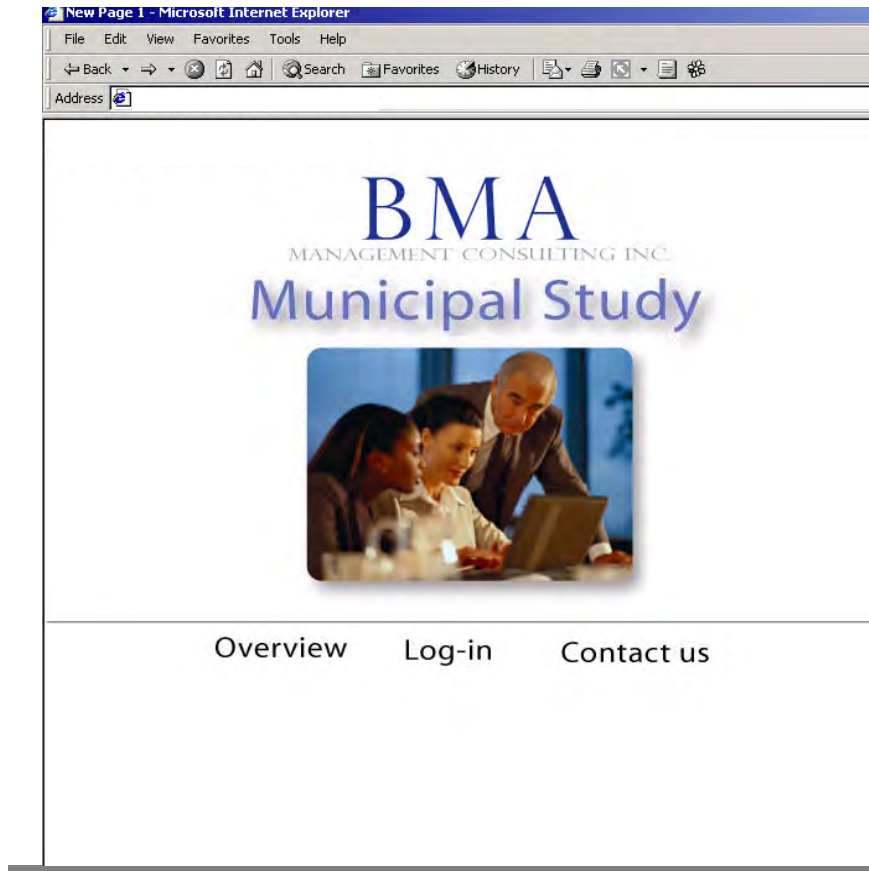 New Page 1 - Microsoft Internet Explorer
File Edit View Favorites Tools Help
Back Search Favorites History
Address
BMA
MANAGEMENT CONSULTING INC.
Municipal Study
Overview Log-in Contact us